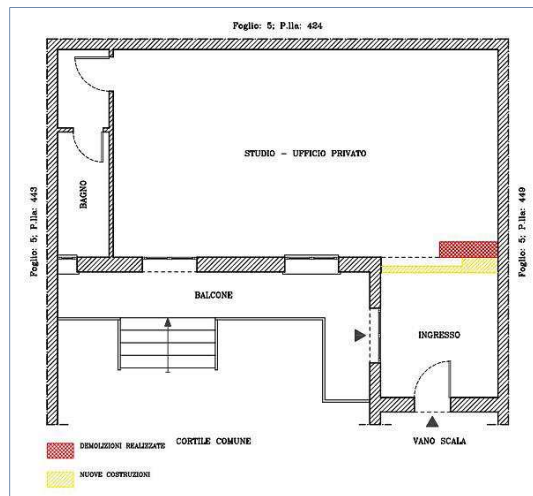 Foglio: 5; P.lla: 424
STUDIO - UFFICIO PRIVATO
BAGNO
Foglio: 5; P.lla: 443
Foglio: 5; P.lla: 449
BALCONE
INGRESSO
DEMOLIZIONI REALIZZATE
CORTILE COMUNE
VANO SCALA
NUOVE COSTRUZIONI